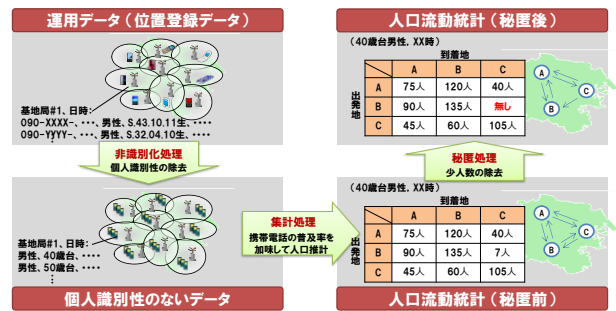 運用データ（位置登録データ）
基地局#1、日時:
090-XXXX-、・・・、男性、S.43.10.11生、・・・・
090-YYYY-、・・・、男性、S.32.04.10生、・・・・
⋮
非識別化処理
個人識別性の除去
基地局#1、日時:
男性、40歳台、・・・・
男性、50歳台、・・・・
⋮
個人識別性のないデータ
集計処理
携帯電話の普及率を
加味して人口推計
人口流動統計（秘匿前）
(40歳台男性, XX時)
到着地
出発地
A B C
A 75人 120人 40人
B 90人 135人 7人
C 45人 60人 105人
A
B
C
秘匿処理
少人数の除去
人口流動統計（秘匿後）
(40歳台男性, XX時)
到着地
出発地
A B C
A 75人 120人 40人
B 90人 135人 無し
C 45人 60人 105人
A
B
C